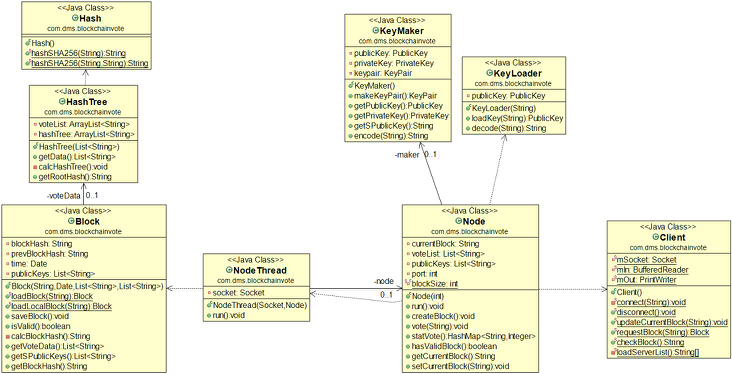 <<Java Class>>
Hash
com.dms.blockchainvote
Hash()
hashSHA256(String):String
hashSHA256(String,String):String
<<Java Class>>
HashTree
com.dms.blockchainvote
voteList: ArrayList<String>
hashTree: ArrayList<String>
HashTree(List<String>)
getData():List<String>
calcHashTree():void
getRootHash():String
-voteData
0..1
<<Java Class>>
Block
com.dms.blockchainvote
blockHash: String
prevBlockHash: String
time: Date
publicKeys: List<String>
Block(String,Date,List<String>,List<String>)
loadBlock(String):Block
loadLocalBlock(String):Block
saveBlock():void
isValid():boolean
calcBlockHash():String
getVoteData():List<String>
getSPublicKeys():List<String>
getBlockHash():String
<<Java Class>>
NodeThread
com.dms.blockchainvote
socket: Socket
NodeThread(Socket,Node)
run():void
-node
0..1
<<Java Class>>
KeyMaker
com.dms.blockchainvote
publicKey: PublicKey
privateKey: PrivateKey
keypair: KeyPair
KeyMaker()
makeKeyPair():KeyPair
getPublicKey():PublicKey
getPrivateKey():PrivateKey
getSPublicKey():String
encode(String):String
-maker
0..1
<<Java Class>>
KeyLoader
com.dms.blockchainvote
publicKey: PublicKey
KeyLoader(String)
loadKey(String):PublicKey
decode(String):String
<<Java Class>>
Node
com.dms.blockchainvote
currentBlock: String
voteList: List<String>
publicKeys: List<String>
port: int
blockSize: int
Node(int)
run():void
createBlock():void
vote(String):void
statVote():HashMap<String,Integer>
hasValidBlock():boolean
getCurrentBlock():String
setCurrentBlock(String):void
<<Java Class>>
Client
com.dms.blockchainvote
mSocket: Socket
mIn: BufferedReader
mOut: PrintWriter
Client()
connect(String):void
disconnect():void
updateCurrentBlock(String):void
requestBlock(String):Block
checkBlock():String
loadServerList():String[]